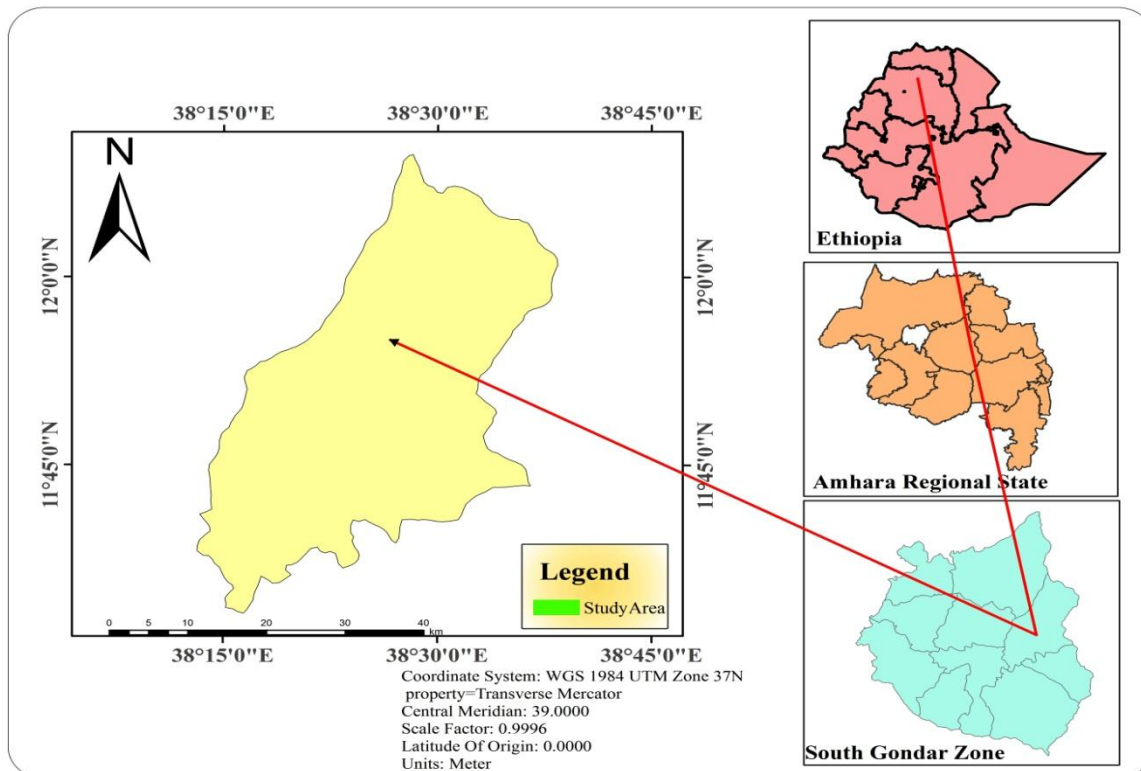 38°15'0"E 38°30'0"E 38°45'0"E
N
12°0'0"N 12°0'0"N
11°45'0"N 11°45'0"N
Legend
Study Area
0 5 10 20 30 40
km
38°15'0"E 38°30'0"E 38°45'0"E
Coordinate System: WGS 1984 UTM Zone 37N
property=Transverse Mercator
Central Meridian: 39.0000
Scale Factor: 0.9996
Latitude Of Origin: 0.0000
Units: Meter
Ethiopia
Amhara Regional State
South Gondar Zone